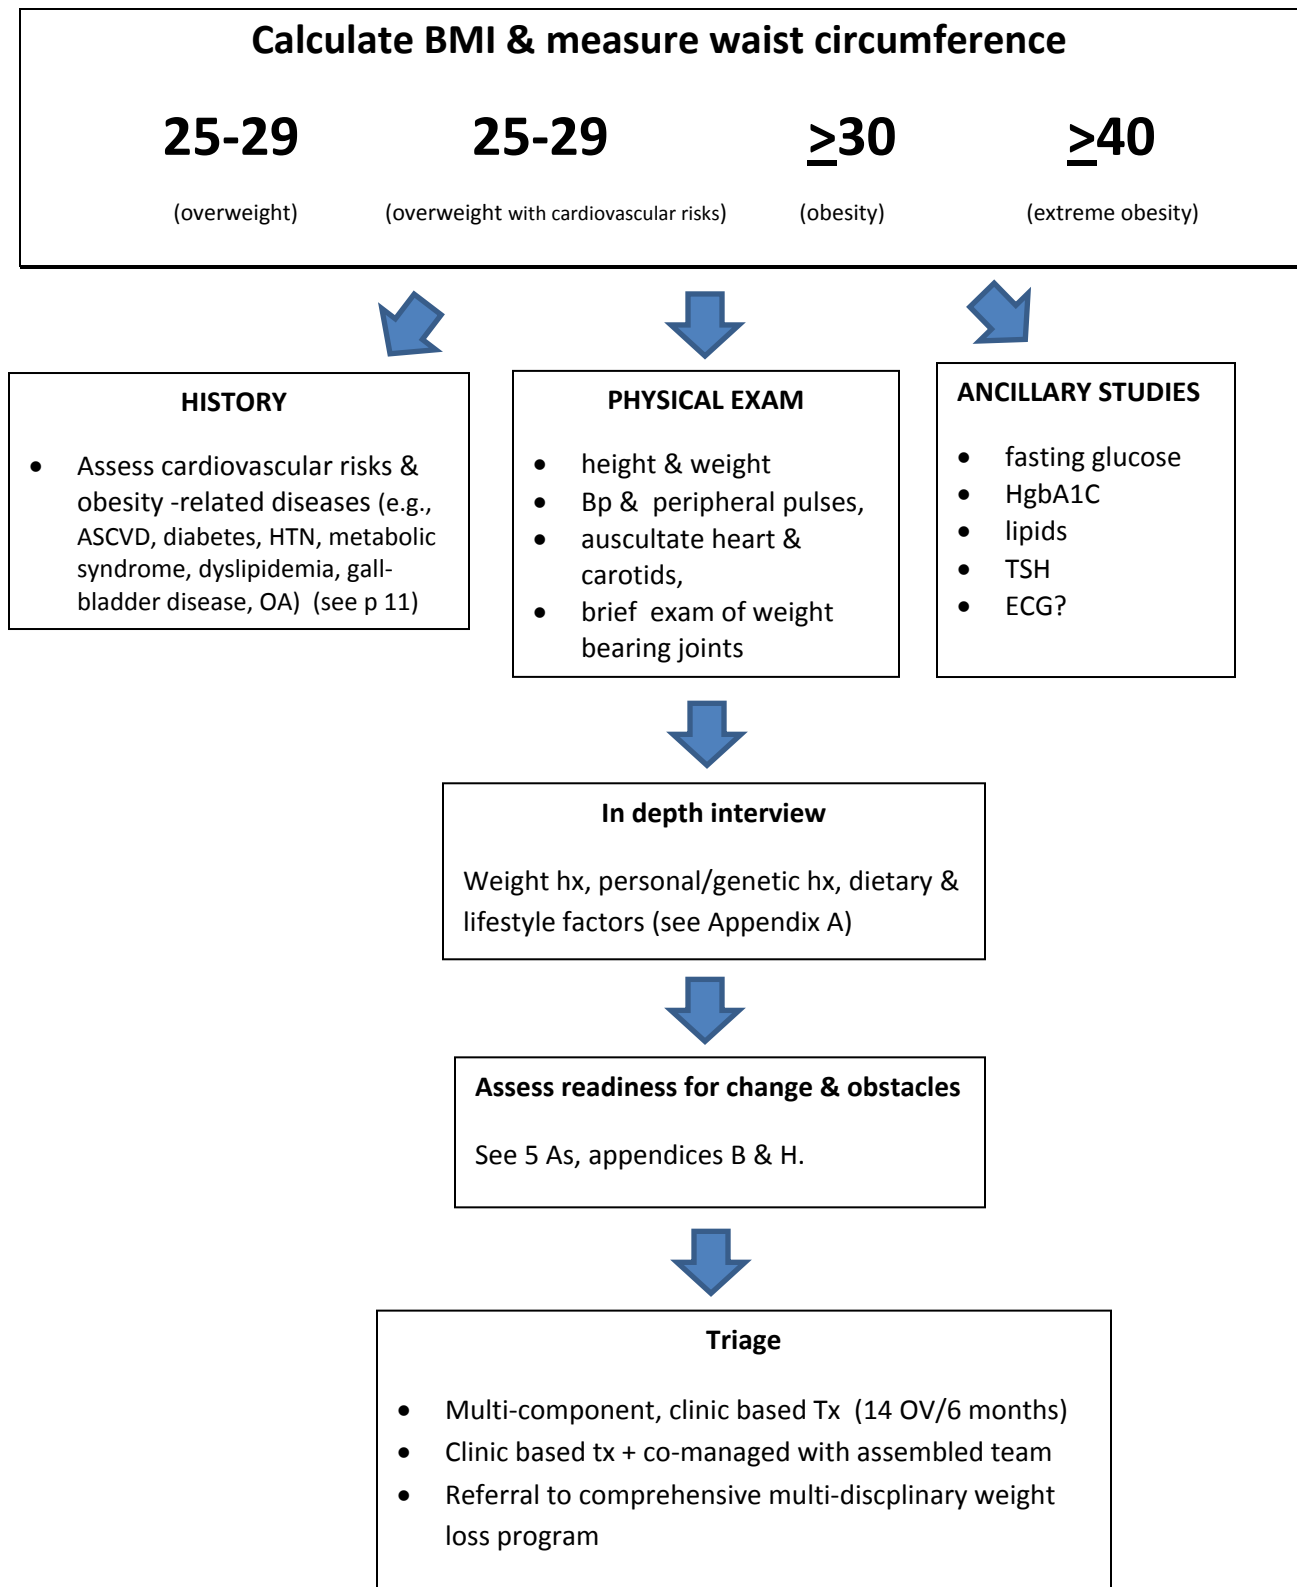 Calculate BMI & measure waist circumference
25-29 25-29 ≥30 ≥40
(overweight) (overweight with cardiovascular risks) (obesity) (extreme obesity)
HISTORY
• Assess cardiovascular risks &
obesity -related diseases (e.g.,
ASCVD, diabetes, HTN, metabolic
syndrome, dyslipidemia, gall-
bladder disease, OA) (see p 11)
PHYSICAL EXAM
• height & weight
• Bp & peripheral pulses,
• auscultate heart &
carotids,
• brief exam of weight
bearing joints
ANCILLARY STUDIES
• fasting glucose
• HgbA1C
• lipids
• TSH
• ECG?
In depth interview
Weight hx, personal/genetic hx, dietary &
lifestyle factors (see Appendix A)
Assess readiness for change & obstacles
See 5 As, appendices B & H.
Triage
• Multi-component, clinic based Tx (14 OV/6 months)
• Clinic based tx + co-managed with assembled team
• Referral to comprehensive multi-discplinary weight
loss program